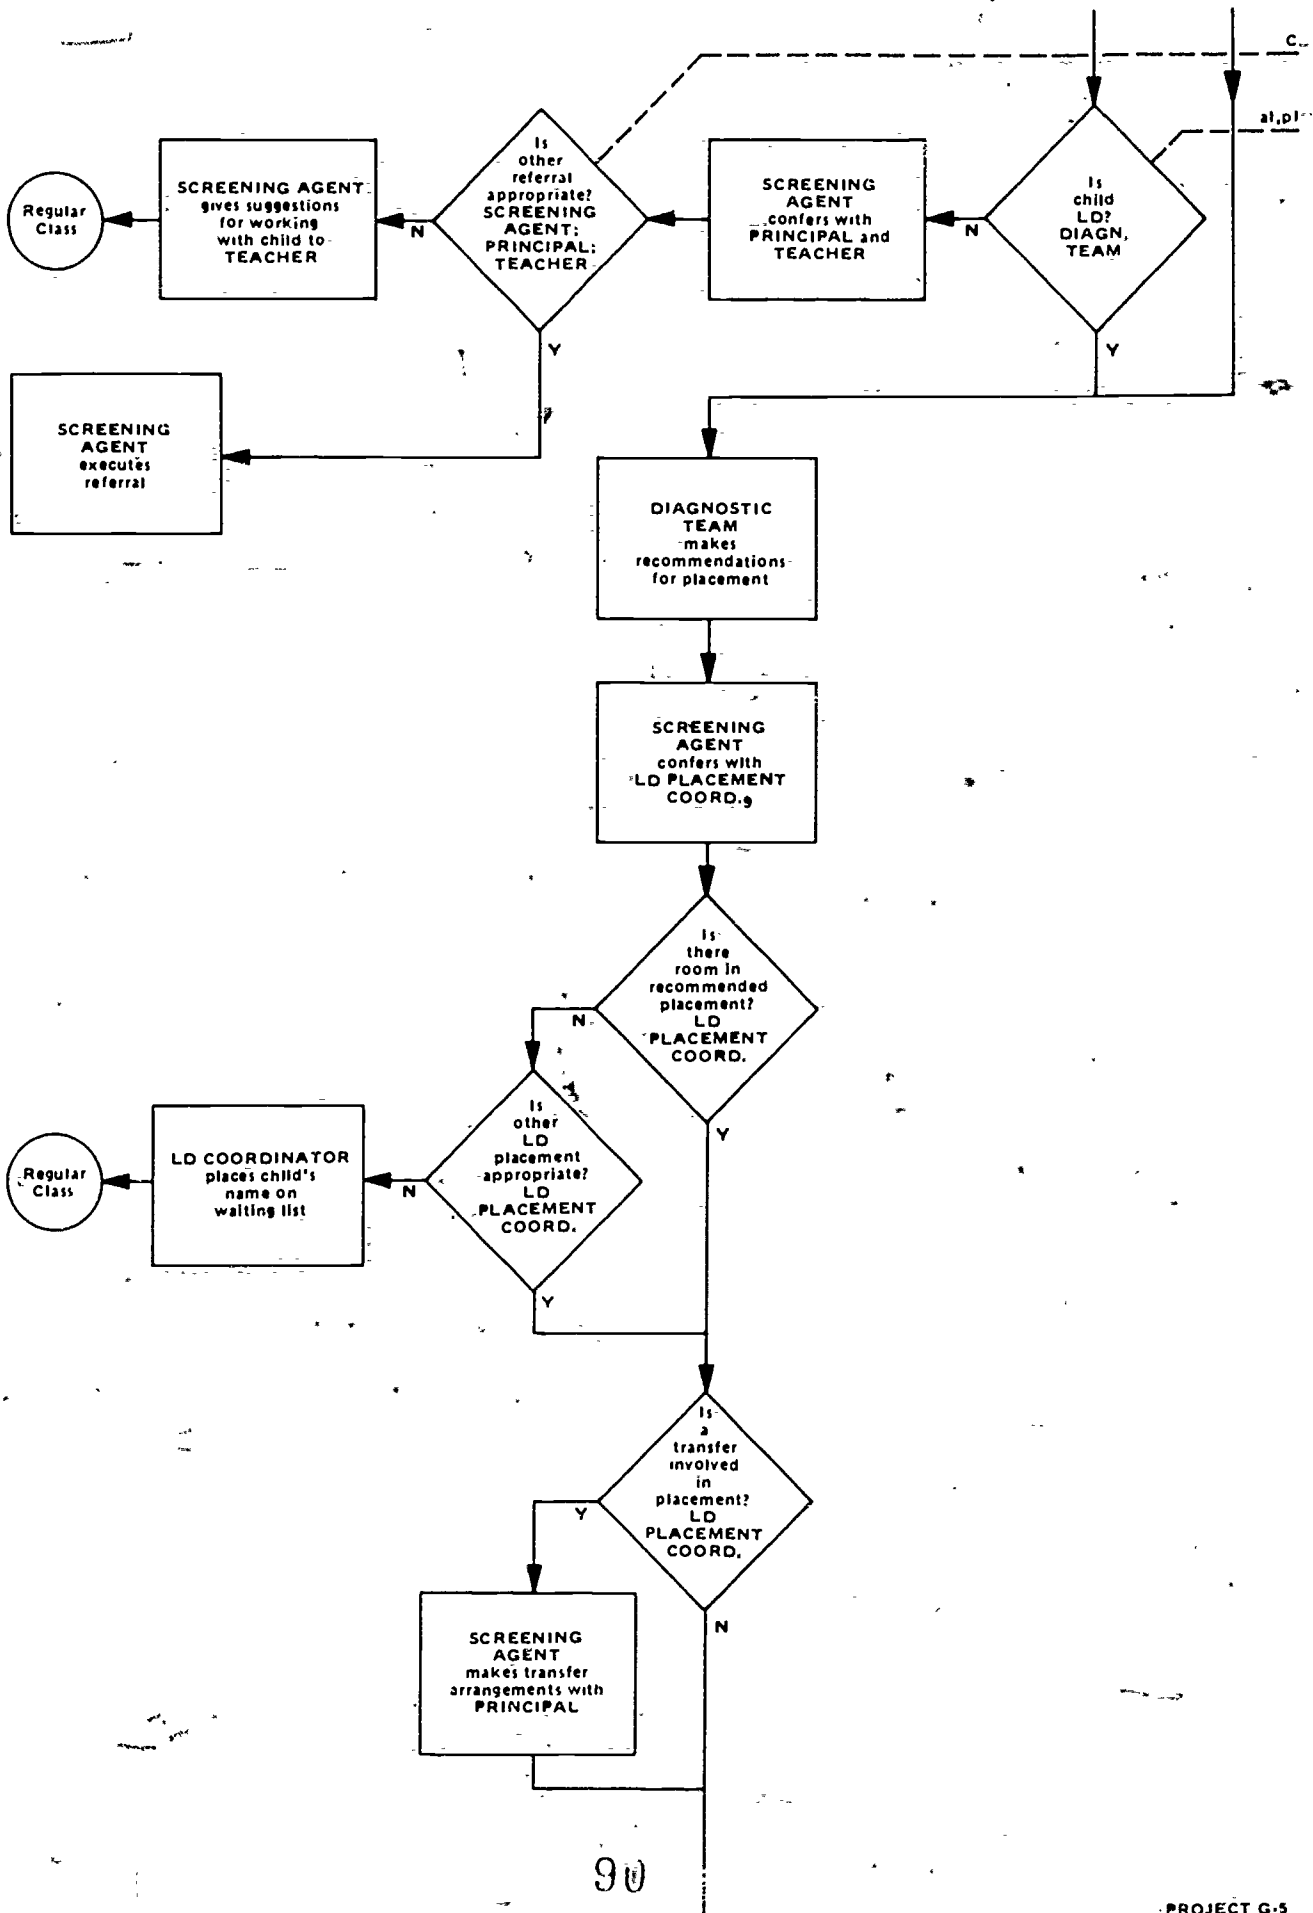 C
al,pl
Regular
Class
SCREENING AGENT
gives suggestions
for working
with child to
TEACHER
N
Is
other
referral
appropriate?
SCREENING
AGENT;
PRINCIPAL;
TEACHER
Y
SCREENING
AGENT
confers with
PRINCIPAL and
TEACHER
N
Is
child
LD?
DIAGN.
TEAM
Y
SCREENING
AGENT
executes
referral
DIAGNOSTIC
TEAM
makes
recommendations
for placement
SCREENING
AGENT
confers with
LD PLACEMENT
COORD.9
Is
there
room in
recommended
placement?
LD
PLACEMENT
COORD.
N
Y
Is
other
LD
placement
appropriate?
LD
PLACEMENT
COORD.
N
Y
LD COORDINATOR
places child's
name on
waiting list
Regular
Class
Is
a
transfer
involved
in
placement?
LD
PLACEMENT
COORD.
Y
N
SCREENING
AGENT
makes transfer
arrangements with
PRINCIPAL
90
PROJECT G-5